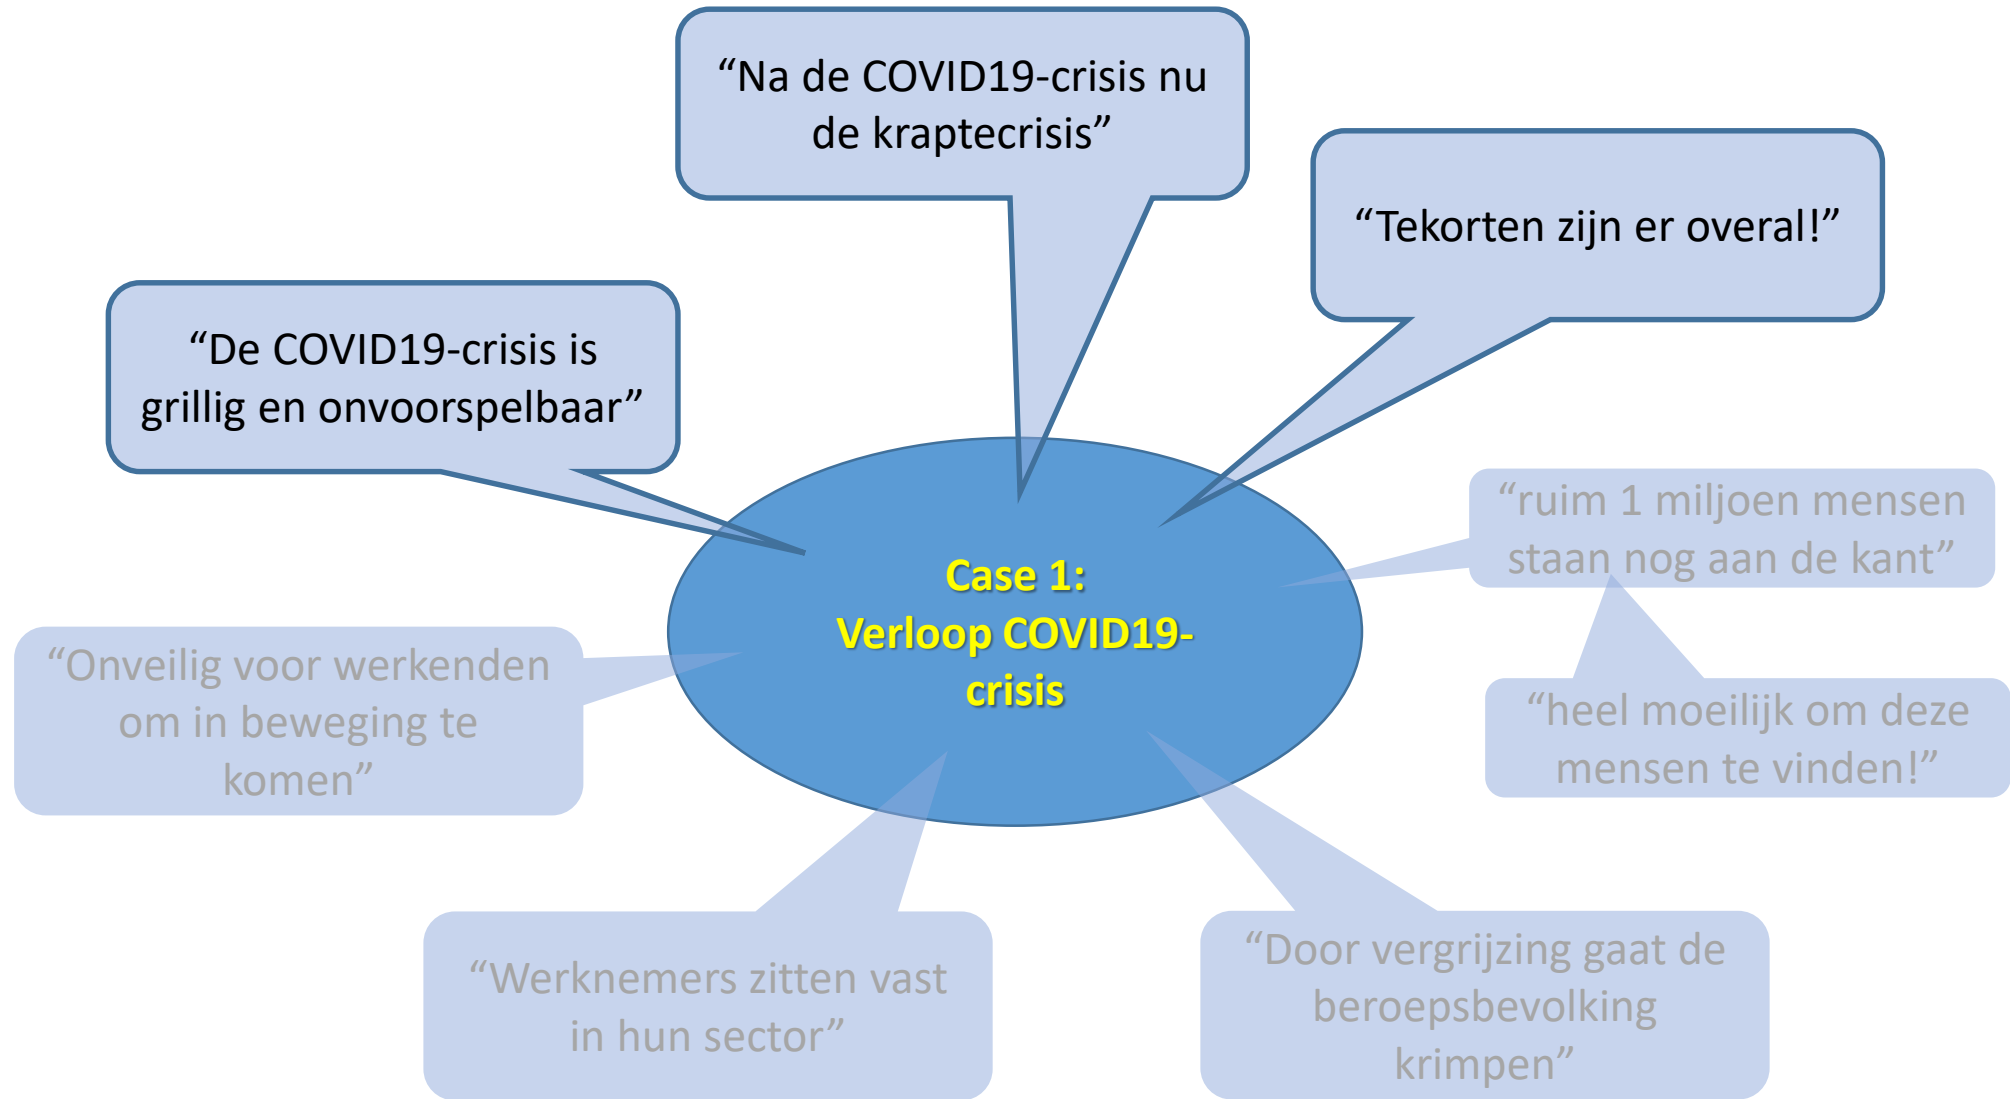 “Na de COVID19-crisis nu
de kraptecrisis”
“Tekorten zijn er overal!”
“De COVID19-crisis is
grillig en onvoorspelbaar”
“ruim 1 miljoen mensen
staan nog aan de kant”
Case 1:
Verloop COVID19-
crisis
“Onveilig voor werkenden
om in beweging te
komen”
“heel moeilijk om deze
mensen te vinden!”
“Werknemers zitten vast
in hun sector”
“Door vergrijzing gaat de
beroepsbevolking
krimpen”